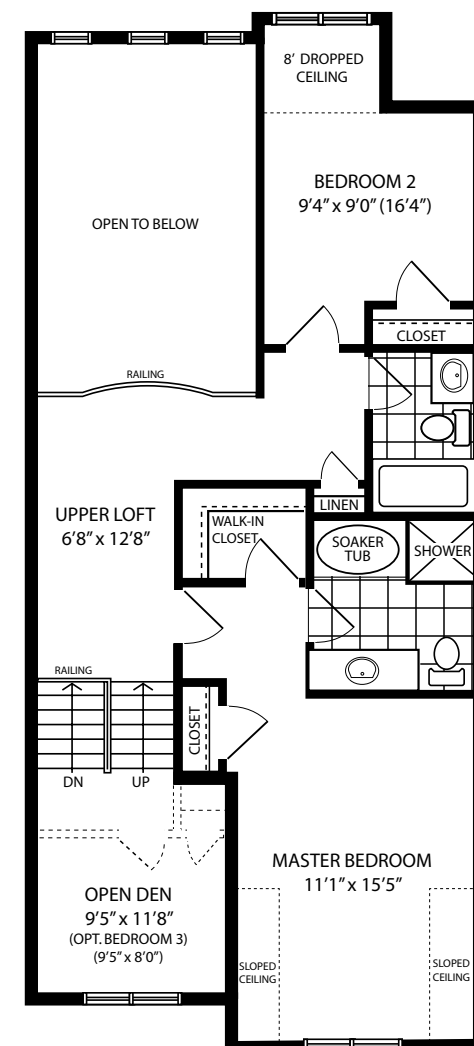 8' DROPPED
CEILING
BEDROOM 2
9'4" x 9'0" (16'4")
OPEN TO BELOW
CLOSET
RAILING
LINEN
UPPER LOFT
6'8" x 12'8"
WALK-IN
CLOSET
SOAKER
TUB
SHOWER
RAILING
CLOSET
DN
UP
MASTER BEDROOM
11'1" x 15'5"
OPEN DEN
9'5" x 11'8"
(OPT. BEDROOM 3)
(9'5" x 8'0")
SLOPED
CEILING
SLOPED
CEILING